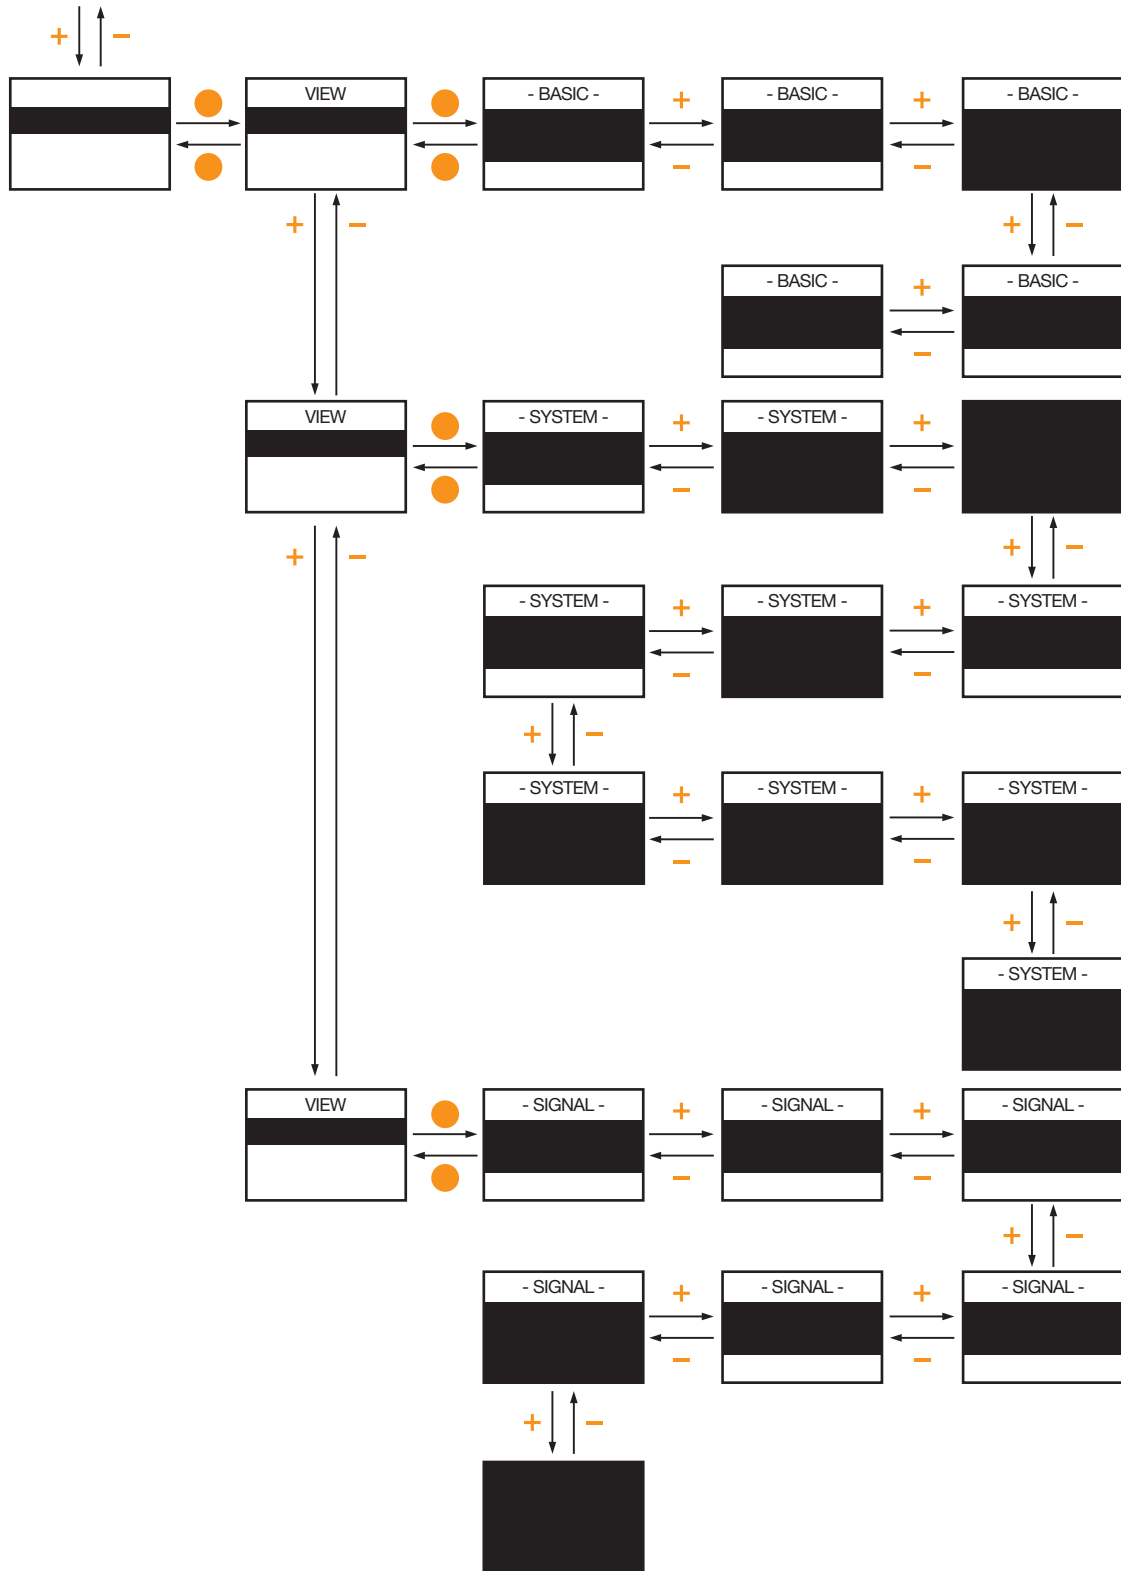 + –
VIEW - BASIC - + - BASIC - + - BASIC -
– –
+ – + –
- BASIC - + - BASIC -
–
VIEW - SYSTEM - + - SYSTEM - +
– –
+ – + –
- SYSTEM - + - SYSTEM - + - SYSTEM -
– –
+ –
- SYSTEM - + - SYSTEM - + - SYSTEM -
– –
+ –
- SYSTEM -
VIEW - SIGNAL - + - SIGNAL - + - SIGNAL -
– –
+ –
- SIGNAL - + - SIGNAL - + - SIGNAL -
– –
+ –